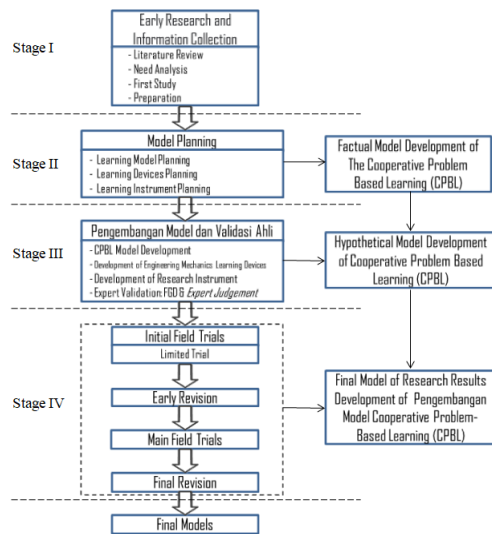 Stage I
Early Research and
Information Collection
- Literature Review
- Need Analysis
- First Study
- Preparation
Stage II
Model Planning
- Learning Model Planning
- Learning Devices Planning
- Learning Instrument Planning
Factual Model Development of
The Cooperative Problem
Based Learning (CPBL)
Stage III
Pengembangan Model dan Validasi Ahli
-CPBL Model Development
-Development of Engineering Mechanics Learning Devices
-Development of Research Instrument
- Expert Validation: FGD & Expert Judgement
Hypothetical Model Development
of Cooperative Problem Based
Learning (CPBL)
Stage IV
Initial Field Trials
Limited Trial
Early Revision
Main Field Trials
Final Revision
Final Model of Research Results
Development of Pengembangan
Model Cooperative Problem-
Based Learning (CPBL)
Final Models